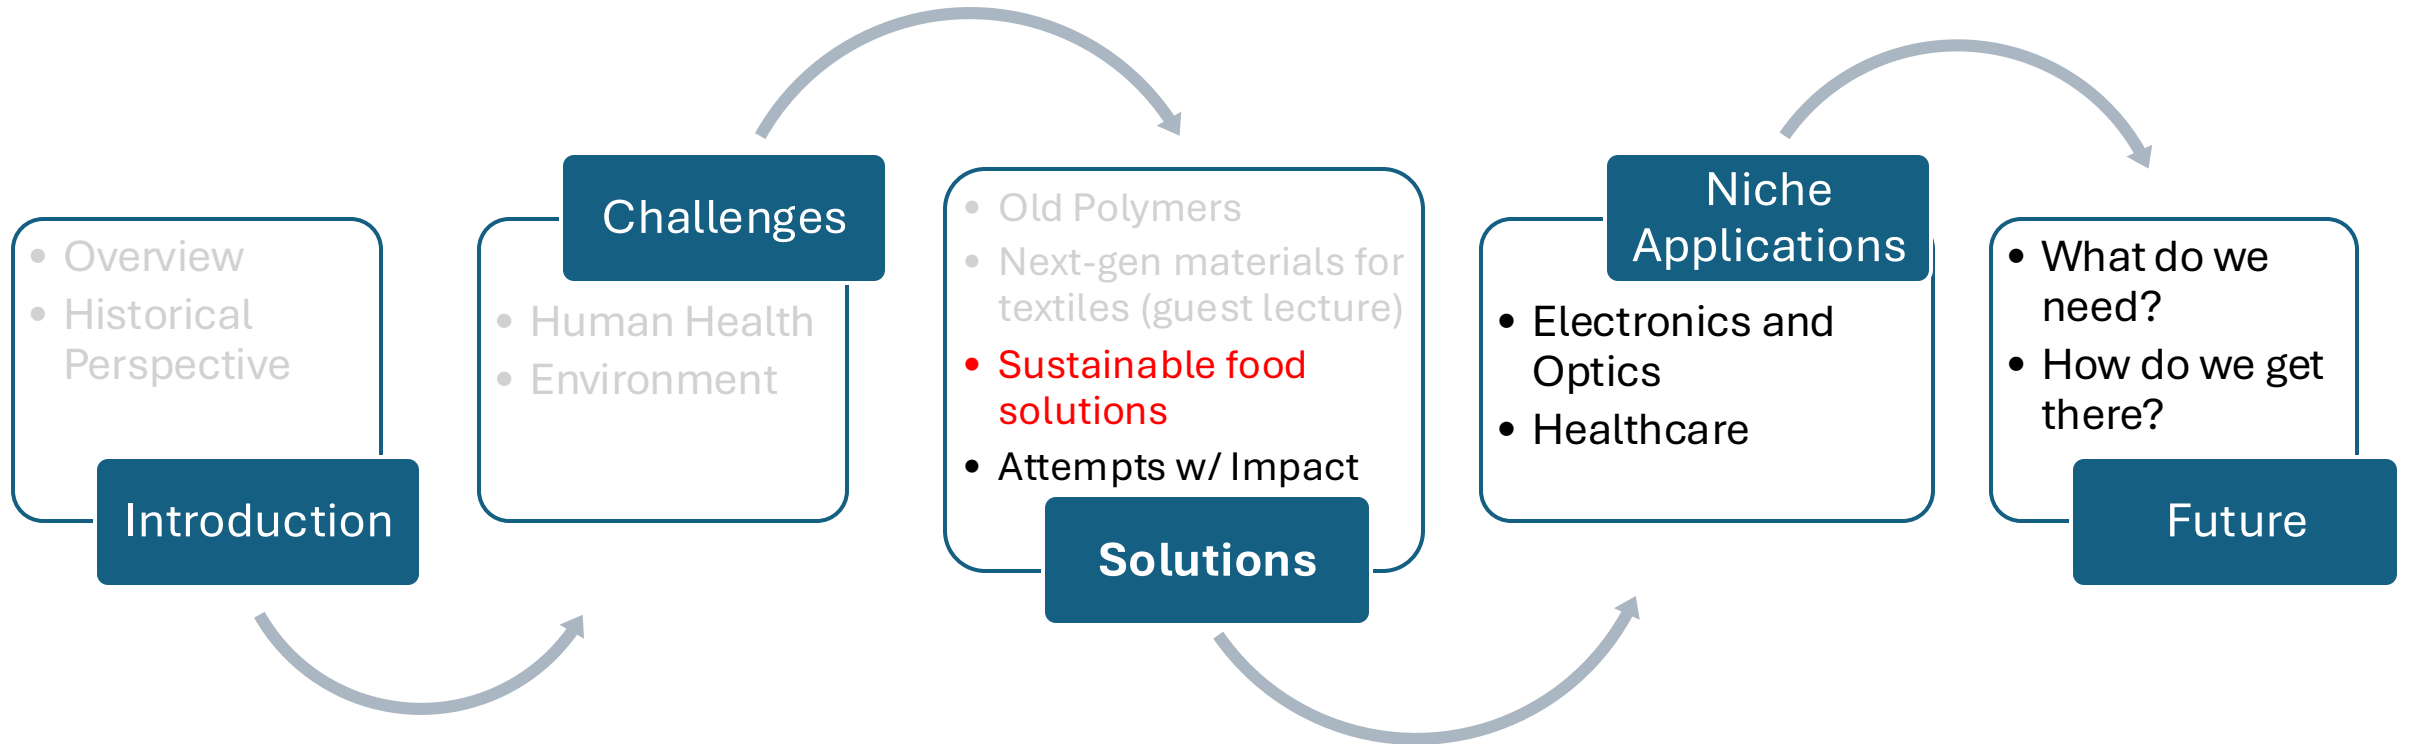 • Overview
• Historical
Perspective
Introduction
Challenges
• Human Health
• Environment
• Old Polymers
• Next-gen materials for
textiles (guest lecture)
• Sustainable food
solutions
• Attempts w/ Impact
Solutions
Niche
Applications
• Electronics and
Optics
• Healthcare
• What do we
need?
• How do we get
there?
Future